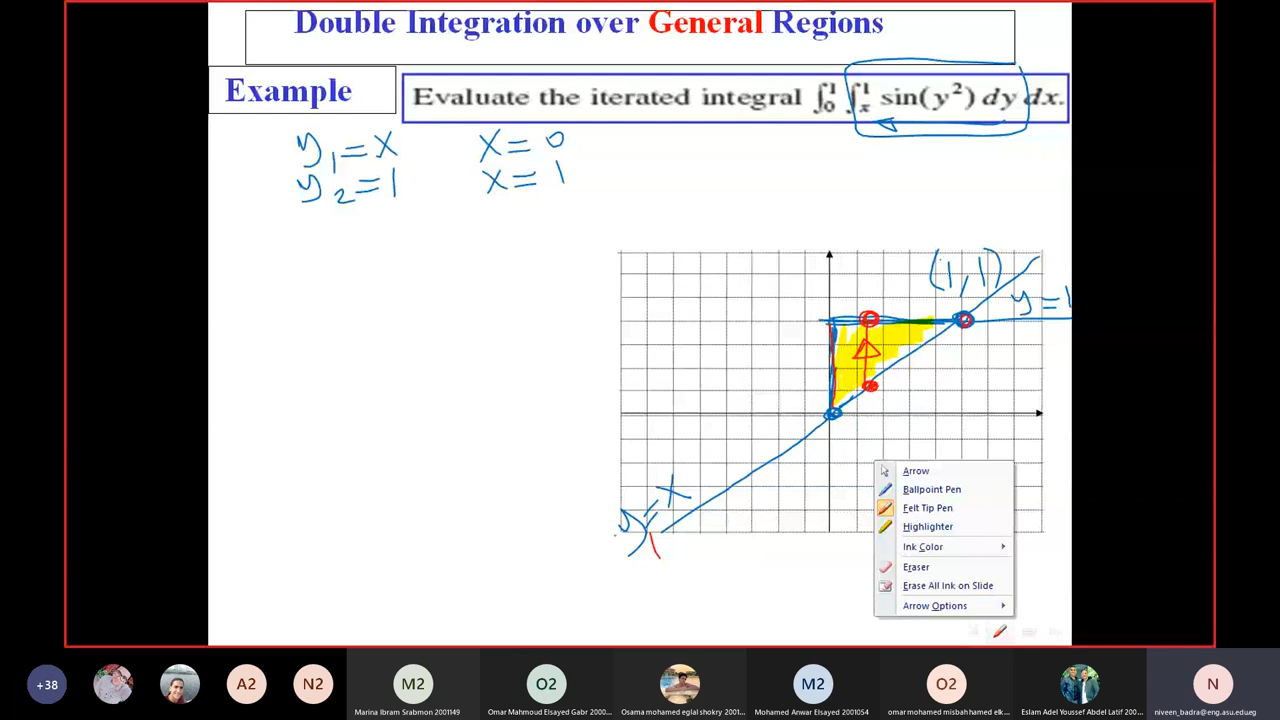 Double Integration over General Regions
Example
Evaluate the iterated integral ∫₀¹ ∫ₓ¹ sin(y²) dy dx.
y₁ = x    x = 0
y₂ = 1    x = 1
(1, 1)
y = 1
y = x
Arrow
Ballpoint Pen
Felt Tip Pen
Highlighter
Ink Color
Eraser
Erase All Ink on Slide
Arrow Options
+38
A2
N2
M2
O2
M2
O2
N
Marina Ibram Srabmon 2001149
Omar Mahmoud Elsayed Gabr 2000...
Osama mohamed eglal shokry 2001...
Mohamed Anwar Elsayed 2001054
omar mohamed misbah hamed elk...
Eslam Adel Youssef Abdel Latif 200...
niveen_badra@eng.asu.edueg